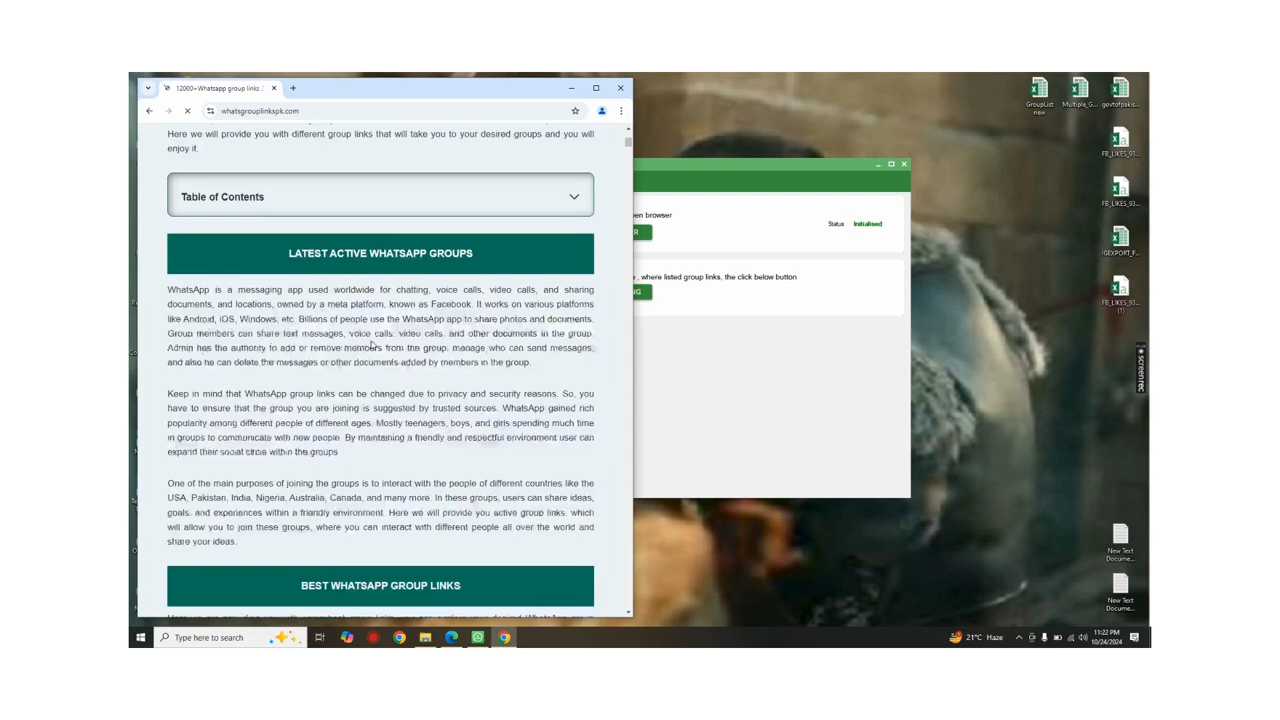 12000+Whatsapp group links
whatsgrouplinkspk.com
Here we will provide you with different group links that will take you to your desired groups and you will
enjoy it.
Table of Contents
LATEST ACTIVE WHATSAPP GROUPS
WhatsApp is a messaging app used worldwide for chatting, voice calls, video calls, and sharing
documents, and locations, owned by a meta platform, known as Facebook. It works on various platforms
like Android, iOS, Windows, etc. Billions of people use the WhatsApp app to share photos and documents.
Group members can share text messages, voice calls, video calls, and other documents in the group.
Admin has the authority to add or remove members from the group, manage who can send messages,
and also he can delete the messages or other documents added by members in the group.
Keep in mind that WhatsApp group links can be changed due to privacy and security reasons. So, you
have to ensure that the group you are joining is suggested by trusted sources. WhatsApp gained rich
popularity among different people of different ages. Mostly teenagers, boys, and girls spending much time
in groups to communicate with new people. By maintaining a friendly and respectful environment user can
expand their social circle within the groups
One of the main purposes of joining the groups is to interact with the people of different countries like the
USA, Pakistan, India, Nigeria, Australia, Canada, and many more. In these groups, users can share ideas,
goals, and experiences within a friendly environment. Here we will provide you active group links, which
will allow you to join these groups, where you can interact with different people all over the world and
share your ideas.
BEST WHATSAPP GROUP LINKS
en browser
R
Status Initialised
, where listed group links, the click below button
NG
GroupList
new
Multiple_G...
govtofpakis...
FB_LIKES_93...
FB_LIKES_93...
IGEXPORT_F...
FB_LIKES_93...
(1)
screenrec
New Text
Docume...
New Text
Docume...
Type here to search
21°C Haze
11:22 PM
10/24/2024